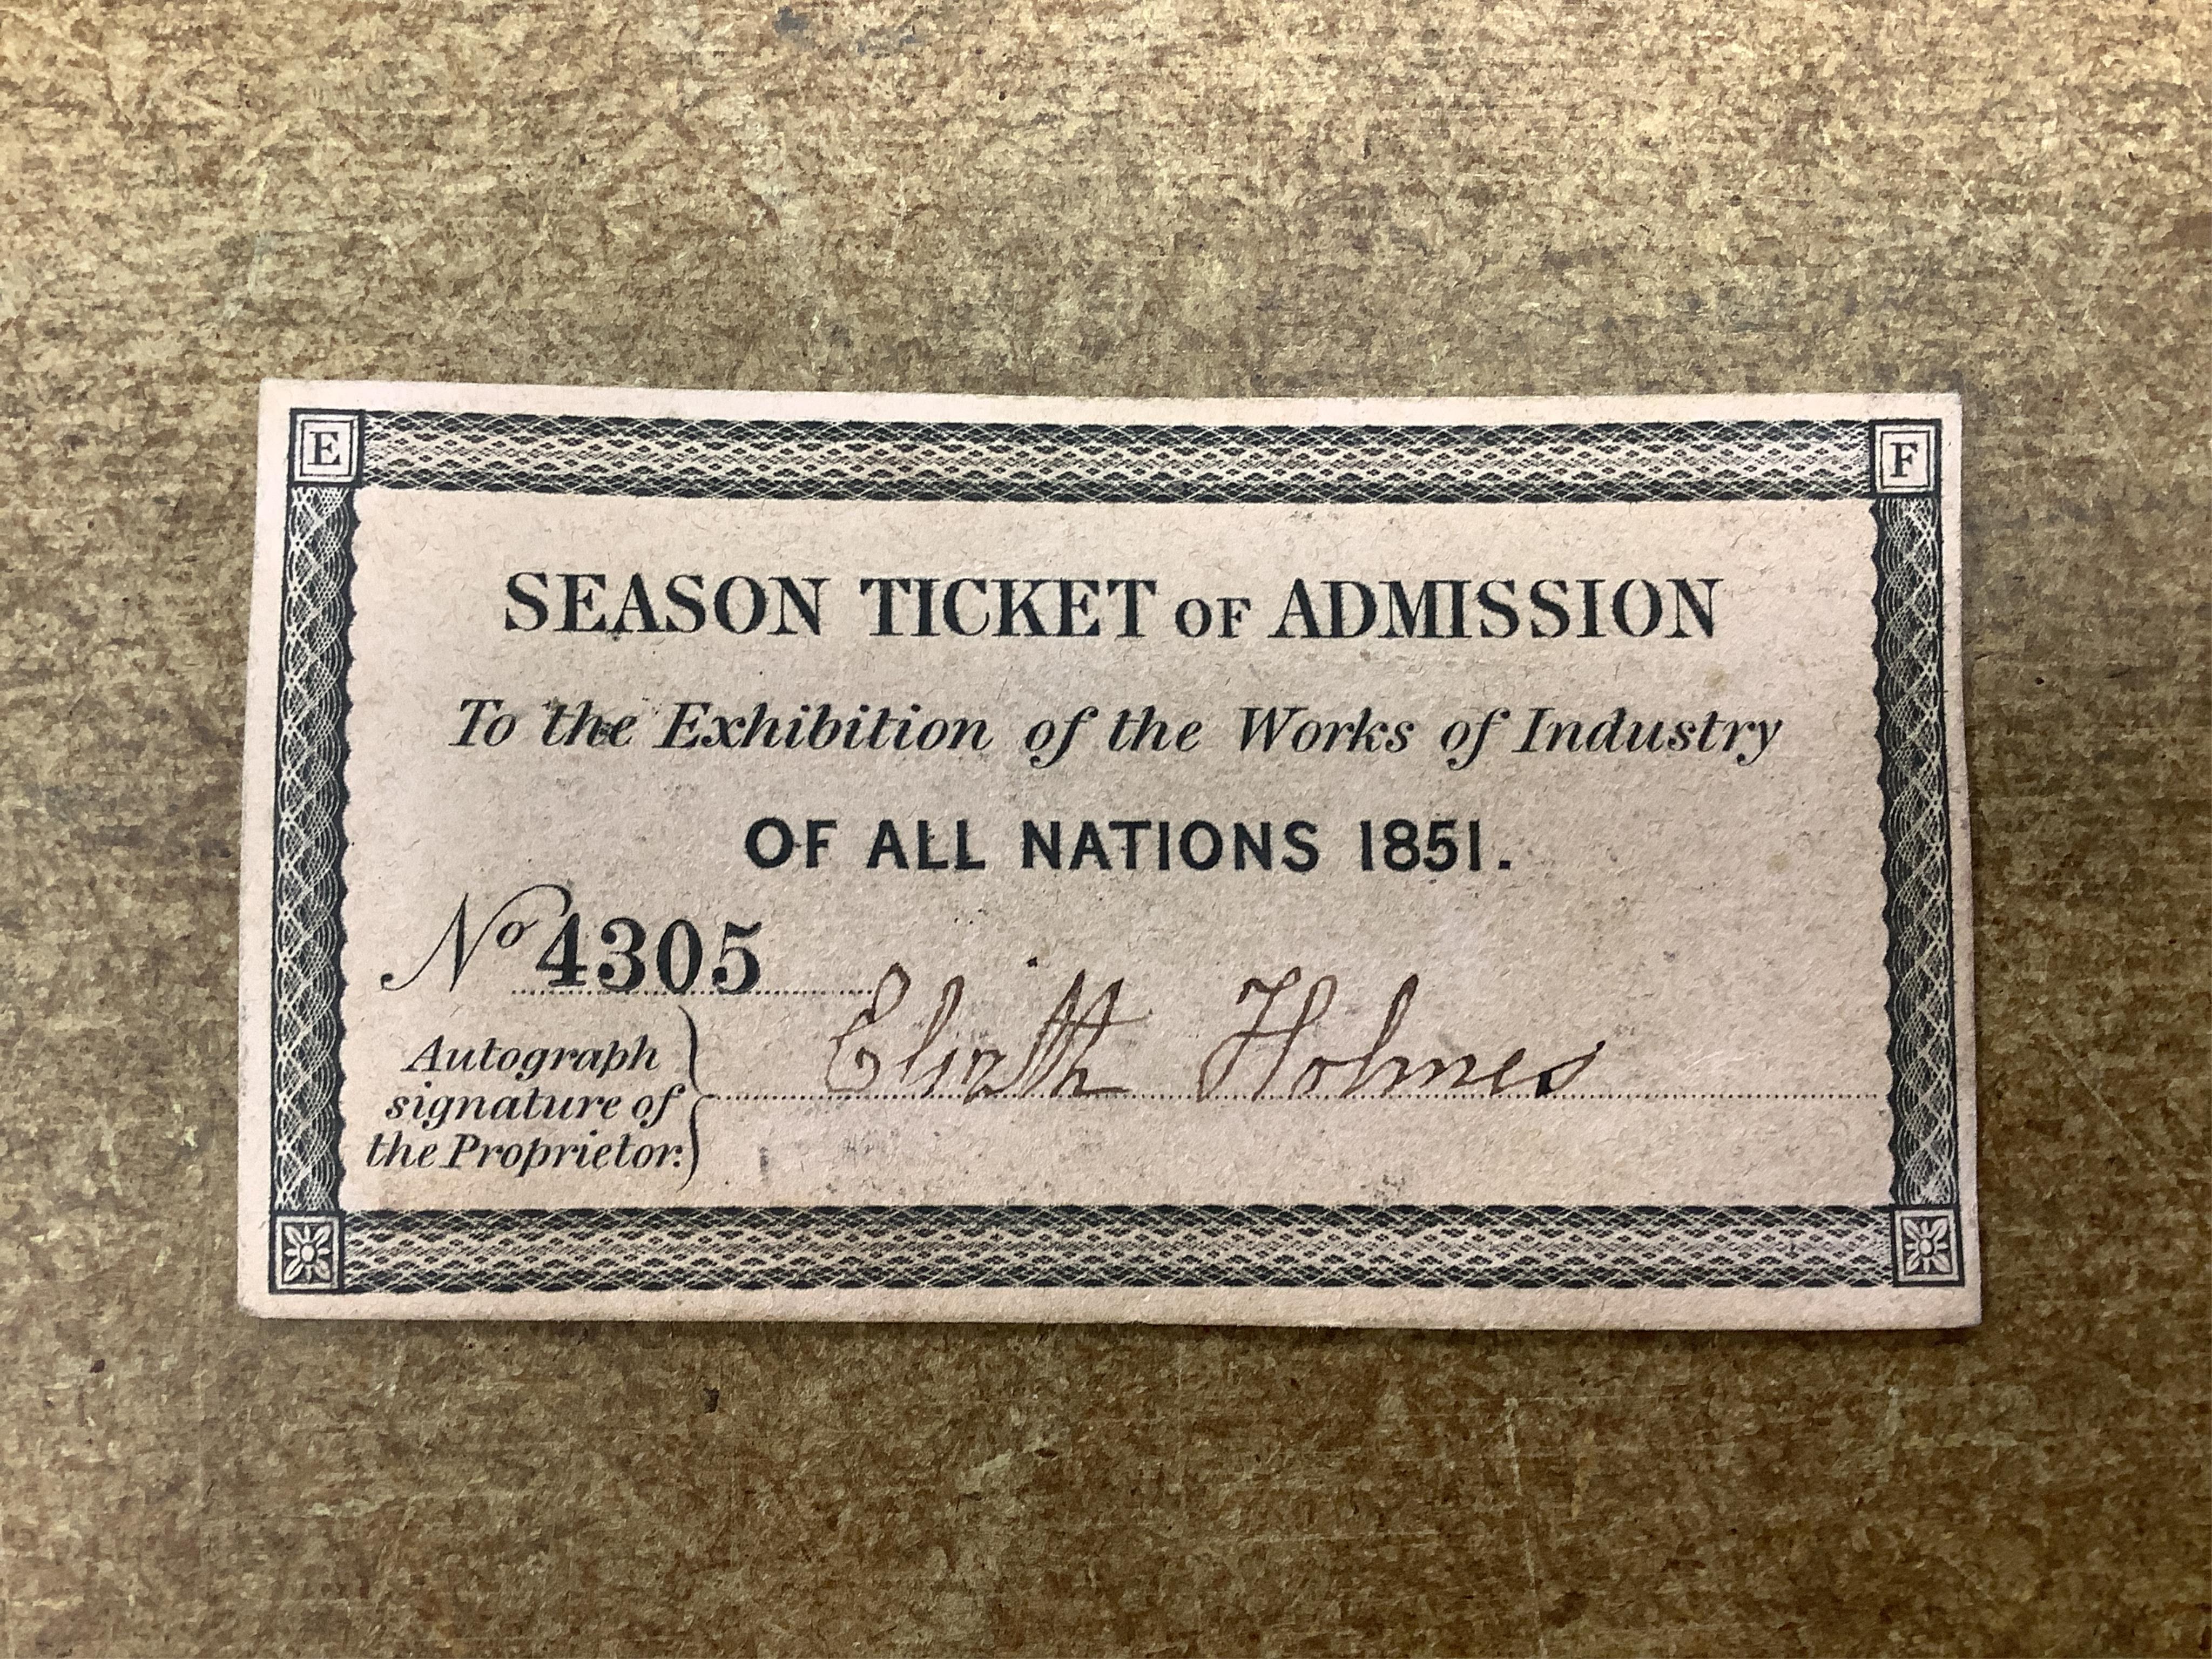 E F
SEASON TICKET OF ADMISSION
To the Exhibition of the Works of Industry
OF ALL NATIONS 1851.
No 4305
Autograph
signature of
the Proprietor.
Elizth Holmes